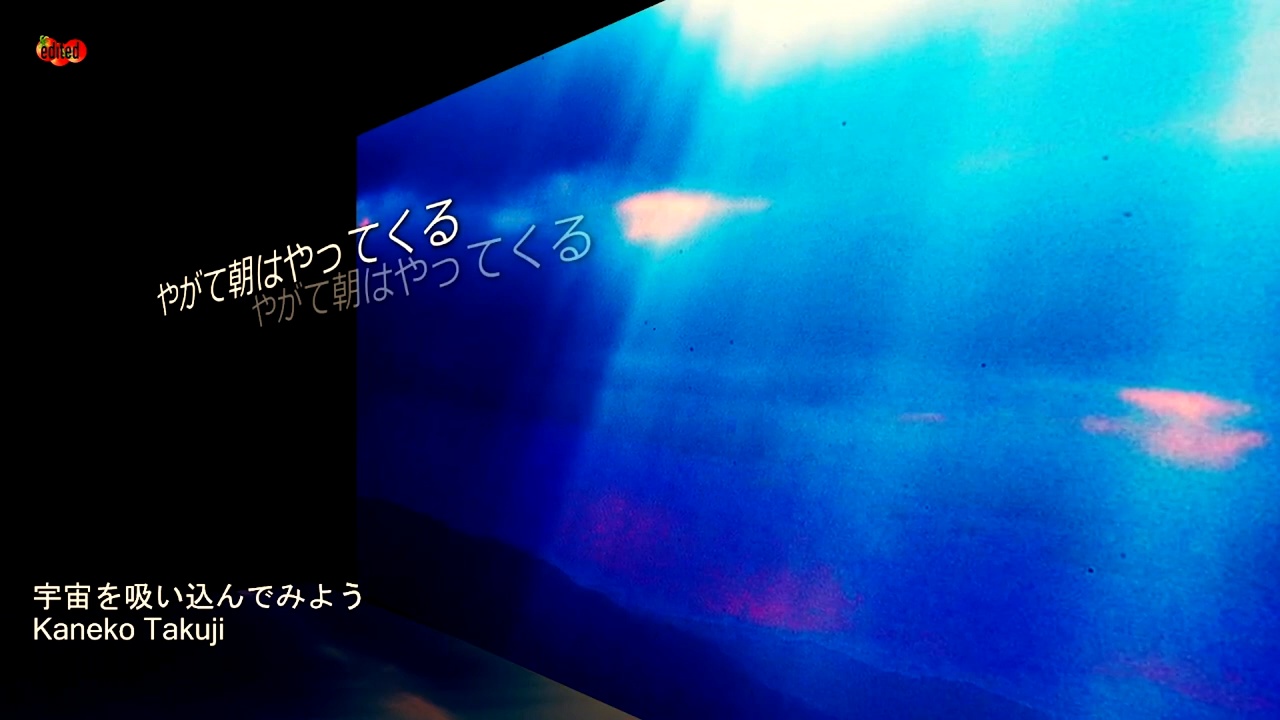 edited
やがて朝はやってくる
やがて朝はやってくる
宇宙を吸い込んでみよう
Kaneko Takuji